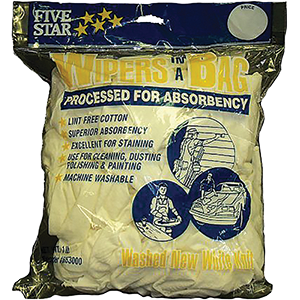 FIVE
STAR
PRICE
WIPERS IN A BAG
PROCESSED FOR ABSORBENCY
LINT FREE COTTON
SUPERIOR ABSORBENCY
EXCELLENT FOR STAINING
USE FOR CLEANING, DUSTING
POLISHING & PAINTING
MACHINE WASHABLE
Washed New White Knit